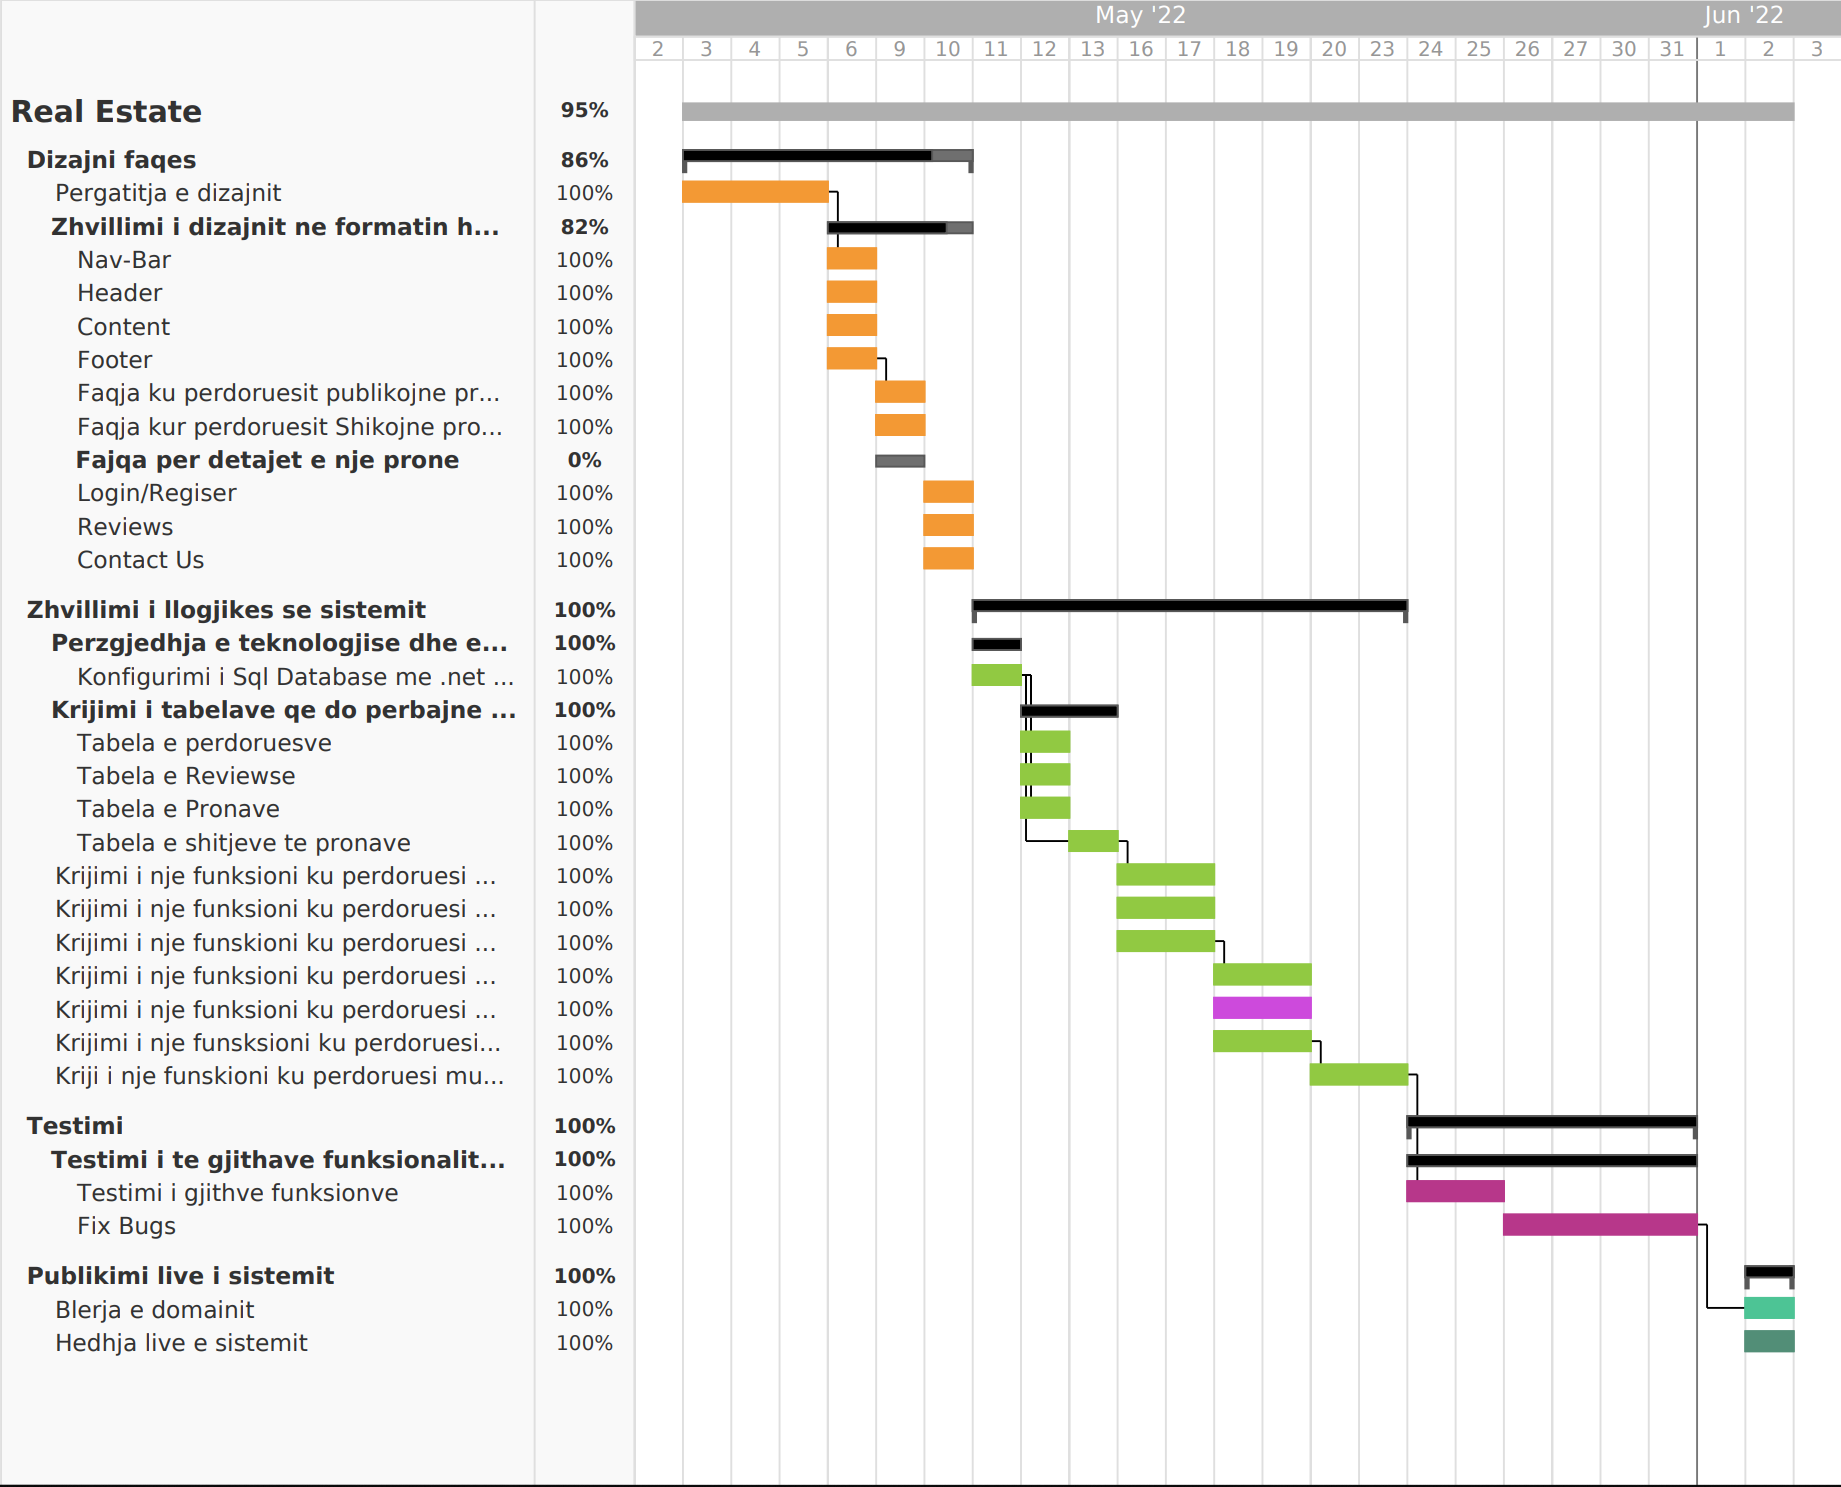 May '22 Jun '22
2 3 4 5 6 9 10 11 12 13 16 17 18 19 20 23 24 25 26 27 30 31 1 2 3
Real Estate 95%
Dizajni faqes 86%
Pergatitja e dizajnit 100%
Zhvillimi i dizajnit ne formatin h... 82%
Nav-Bar 100%
Header 100%
Content 100%
Footer 100%
Faqja ku perdoruesit publikojne pr... 100%
Faqja kur perdoruesit Shikojne pro... 100%
Fajqa per detajet e nje prone 0%
Login/Regiser 100%
Reviews 100%
Contact Us 100%
Zhvillimi i llogjikes se sistemit 100%
Perzgjedhja e teknologjise dhe e... 100%
Konfigurimi i Sql Database me .net ... 100%
Krijimi i tabelave qe do perbajne ... 100%
Tabela e perdoruesve 100%
Tabela e Reviewse 100%
Tabela e Pronave 100%
Tabela e shitjeve te pronave 100%
Krijimi i nje funksioni ku perdoruesi ... 100%
Krijimi i nje funksioni ku perdoruesi ... 100%
Krijimi i nje funskioni ku perdoruesi ... 100%
Krijimi i nje funksioni ku perdoruesi ... 100%
Krijimi i nje funksioni ku perdoruesi ... 100%
Krijimi i nje funsksioni ku perdoruesi... 100%
Kriji i nje funskioni ku perdoruesi mu... 100%
Testimi 100%
Testimi i te gjithave funksionalit... 100%
Testimi i gjithve funksionve 100%
Fix Bugs 100%
Publikimi live i sistemit 100%
Blerja e domainit 100%
Hedhja live e sistemit 100%